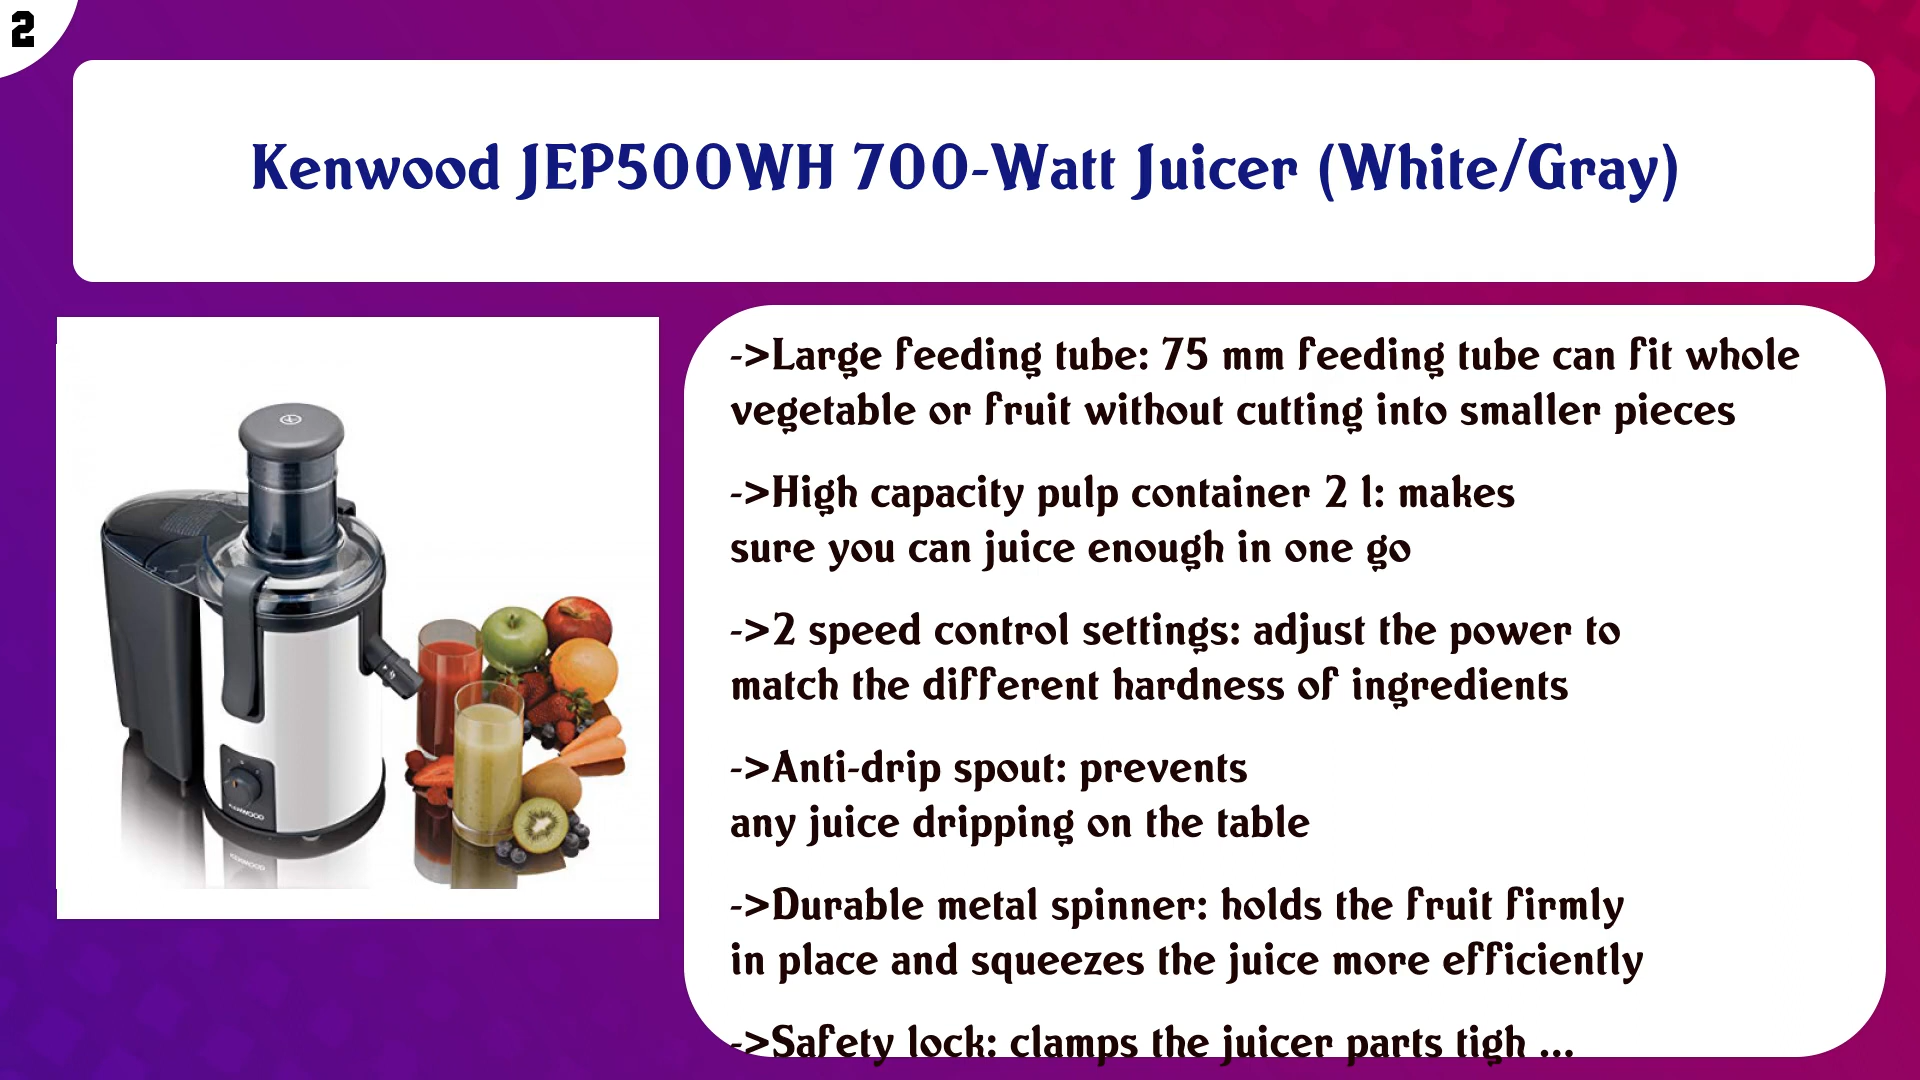 2
Kenwood JEP500WH 700-Watt Juicer (White/Gray)
->Large feeding tube: 75 mm feeding tube can fit whole
vegetable or fruit without cutting into smaller pieces
->High capacity pulp container 2 l: makes
sure you can juice enough in one go
->2 speed control settings: adjust the power to
match the different hardness of ingredients
->Anti-drip spout: prevents
any juice dripping on the table
->Durable metal spinner: holds the fruit firmly
in place and squeezes the juice more efficiently
->Safety lock: clamps the juicer parts tigh ...
KENWOOD